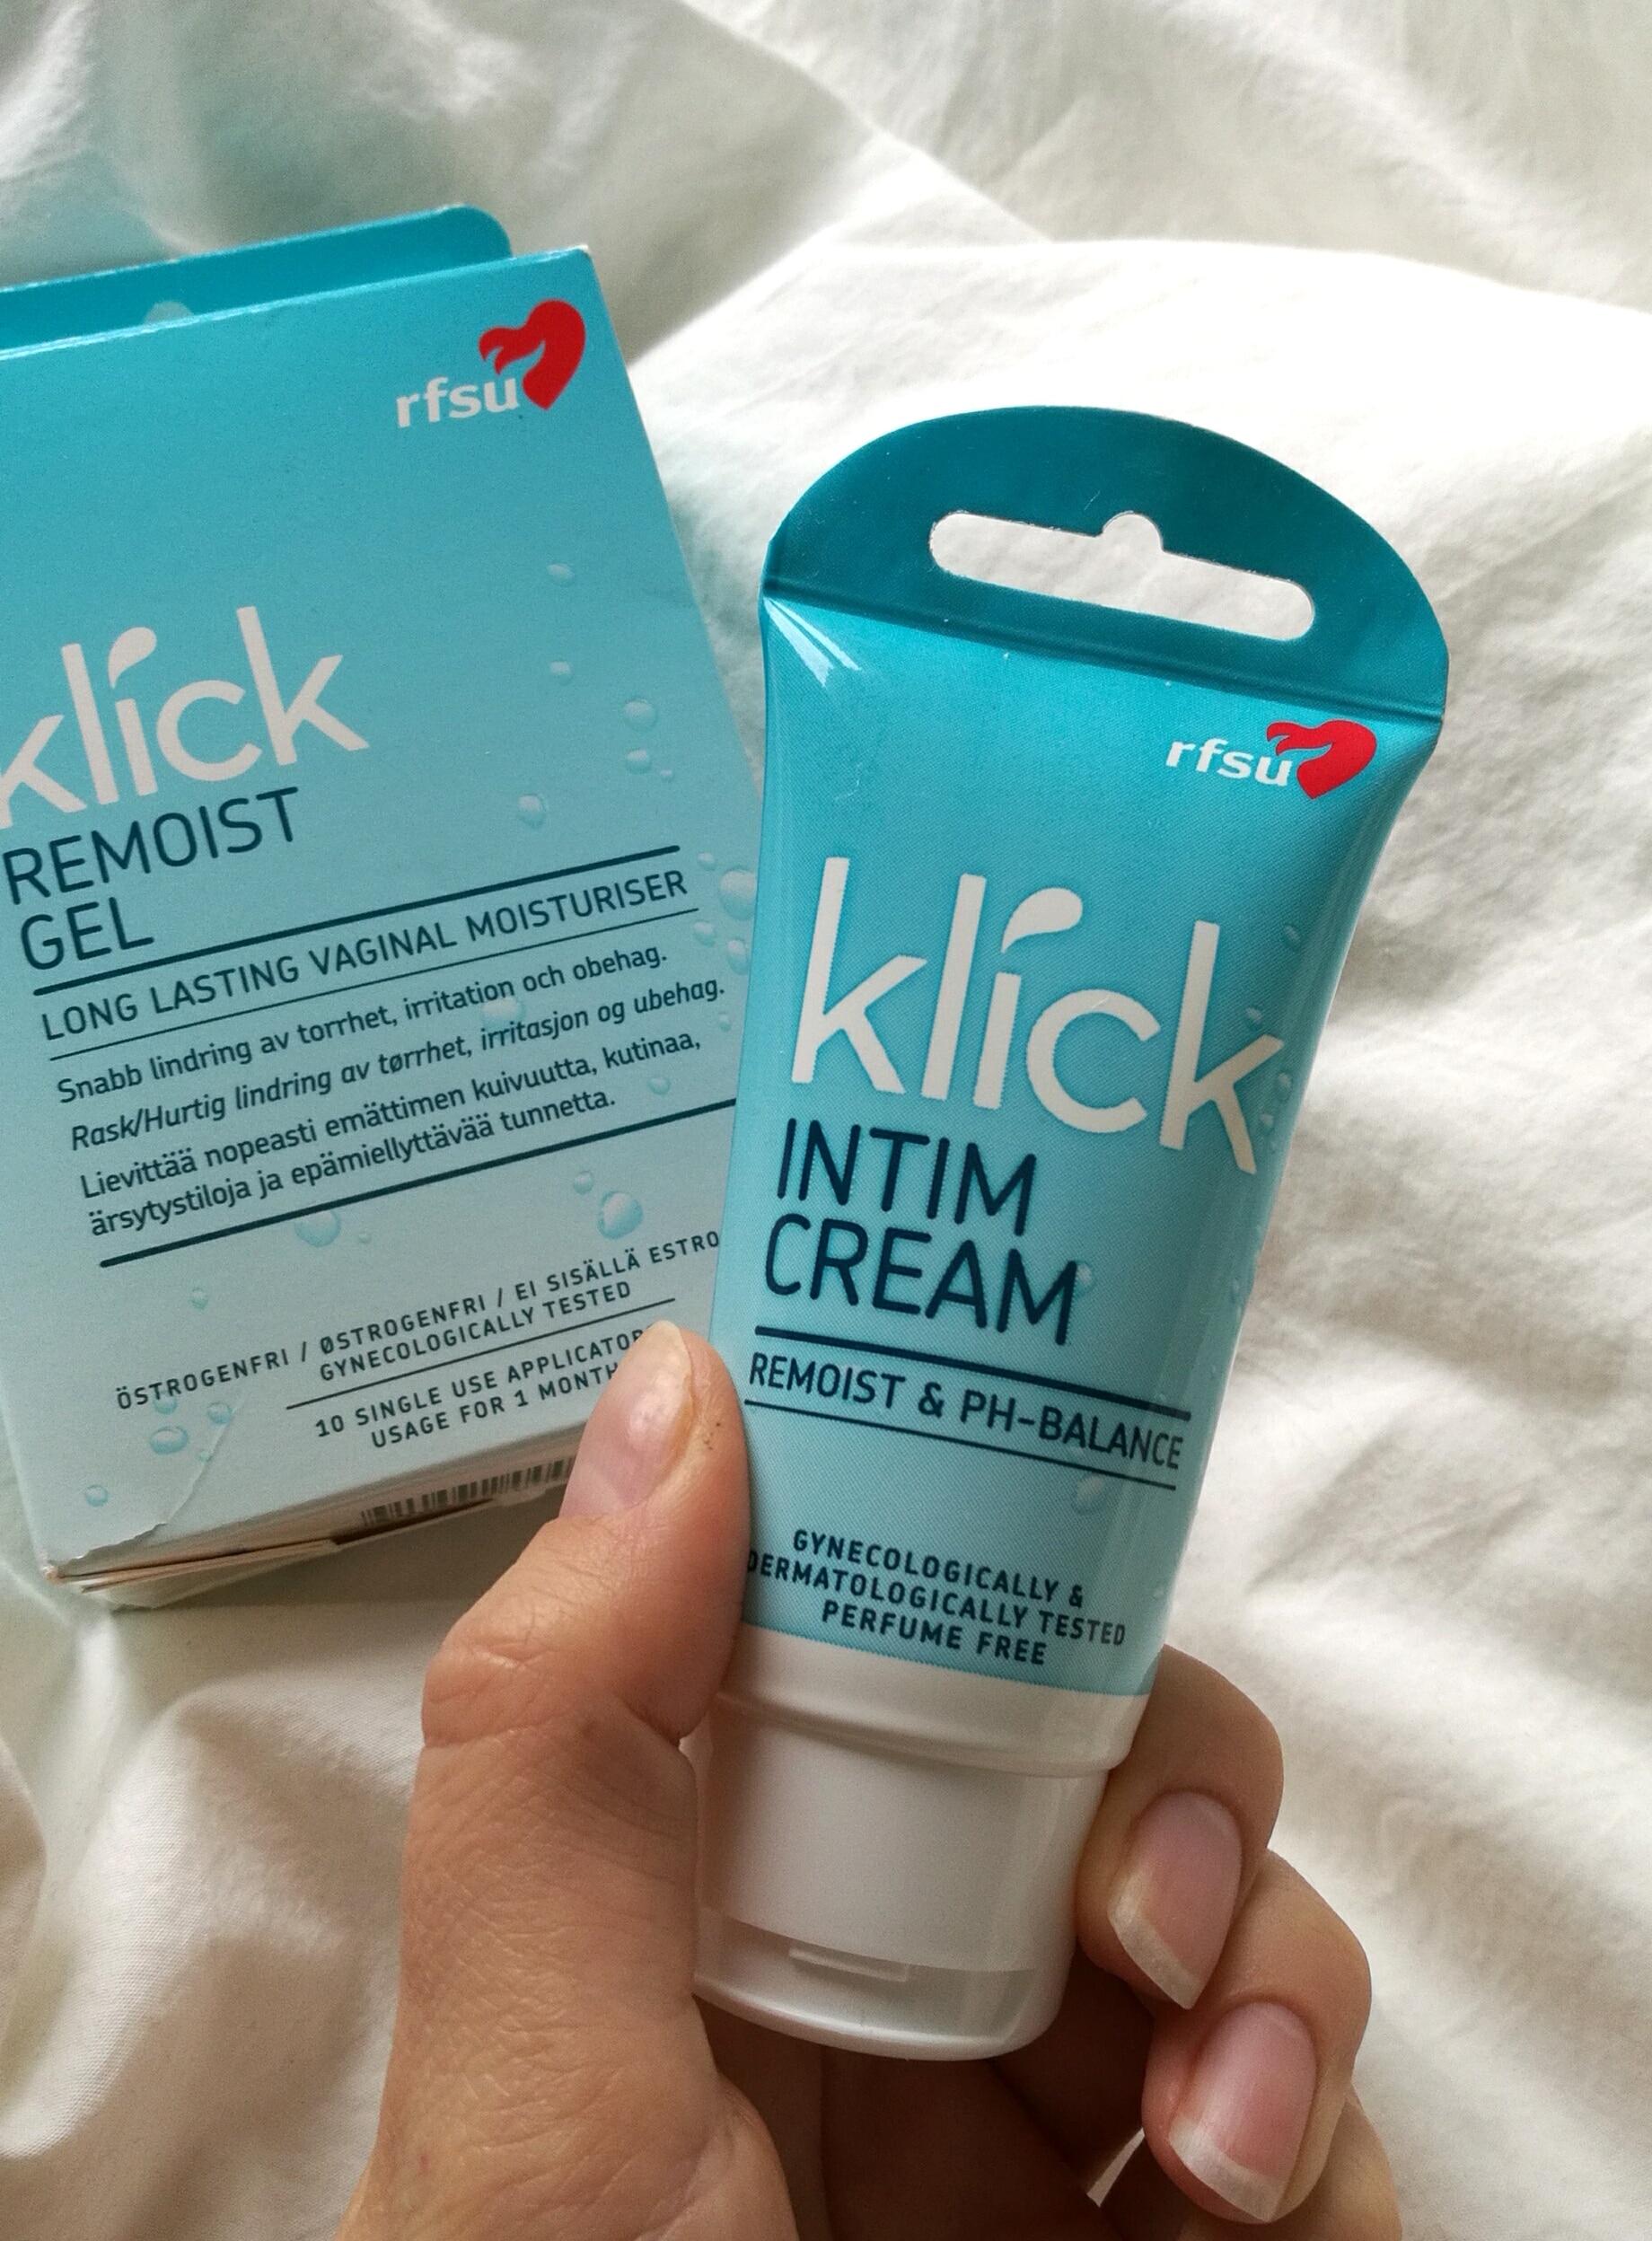 rfsu
klick
REMOIST
GEL
LONG LASTING VAGINAL MOISTURISER
Snabb lindring av torrhet, irritation och obehag.
Rask/Hurtig lindring av tørrhet, irritasjon og ubehag.
Lievittää nopeasti emättimen kuivuutta, kutinaa,
ärsytystiloja ja epämiellyttävää tunnetta.
ÖSTROGENFRI / ØSTROGENFRI / EI SISÄLLÄ ESTRO
GYNECOLOGICALLY TESTED
10 SINGLE USE APPLICATOR
USAGE FOR 1 MONTH
rfsu
klick
INTIM
CREAM
REMOIST & PH-BALANCE
GYNECOLOGICALLY &
DERMATOLOGICALLY TESTED
PERFUME FREE